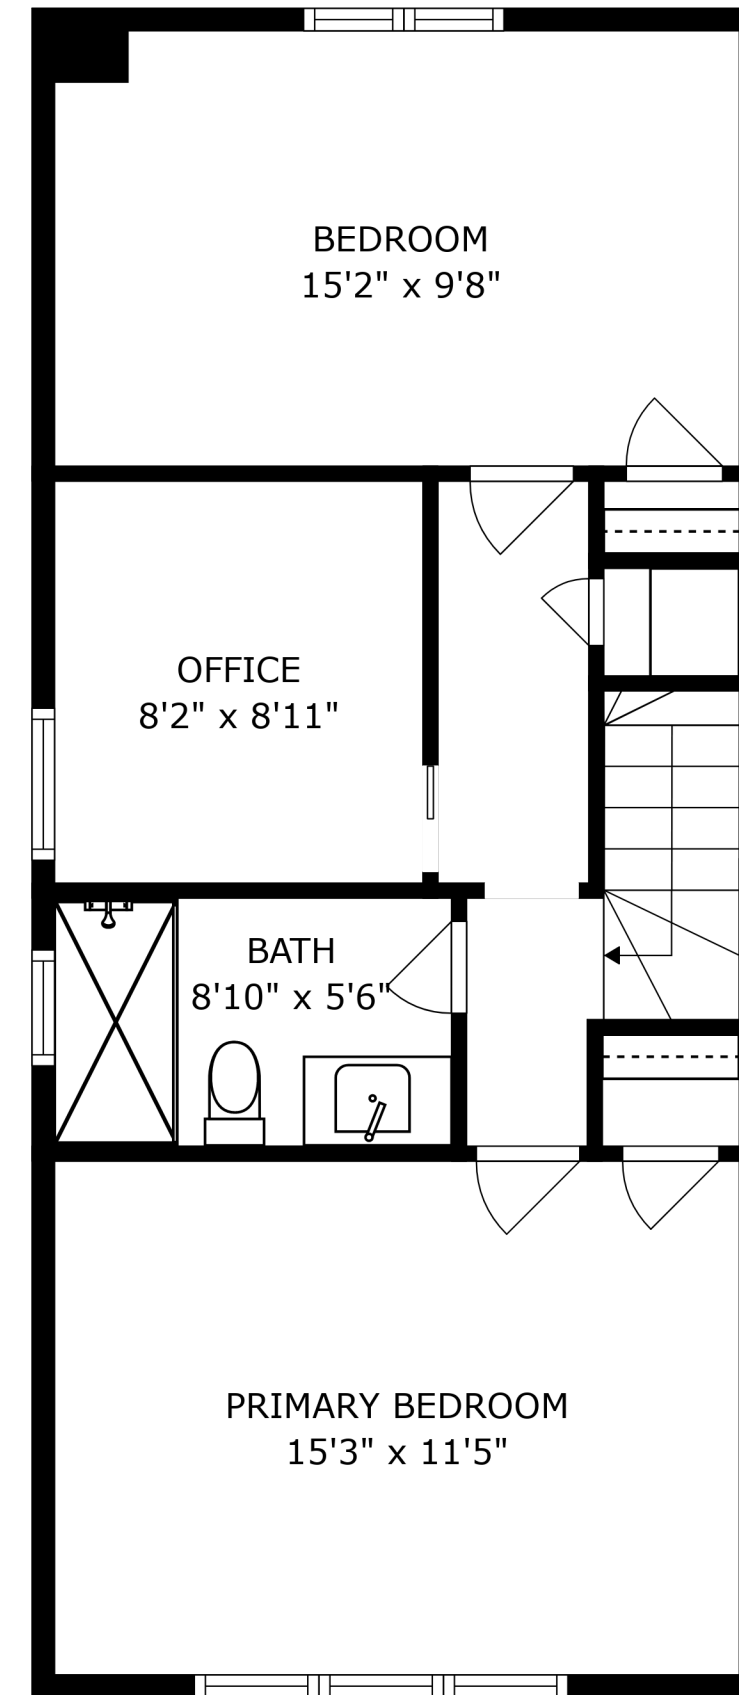 BEDROOM
15'2" x 9'8"
OFFICE
8'2" x 8'11"
BATH
8'10" x 5'6"
PRIMARY BEDROOM
15'3" x 11'5"